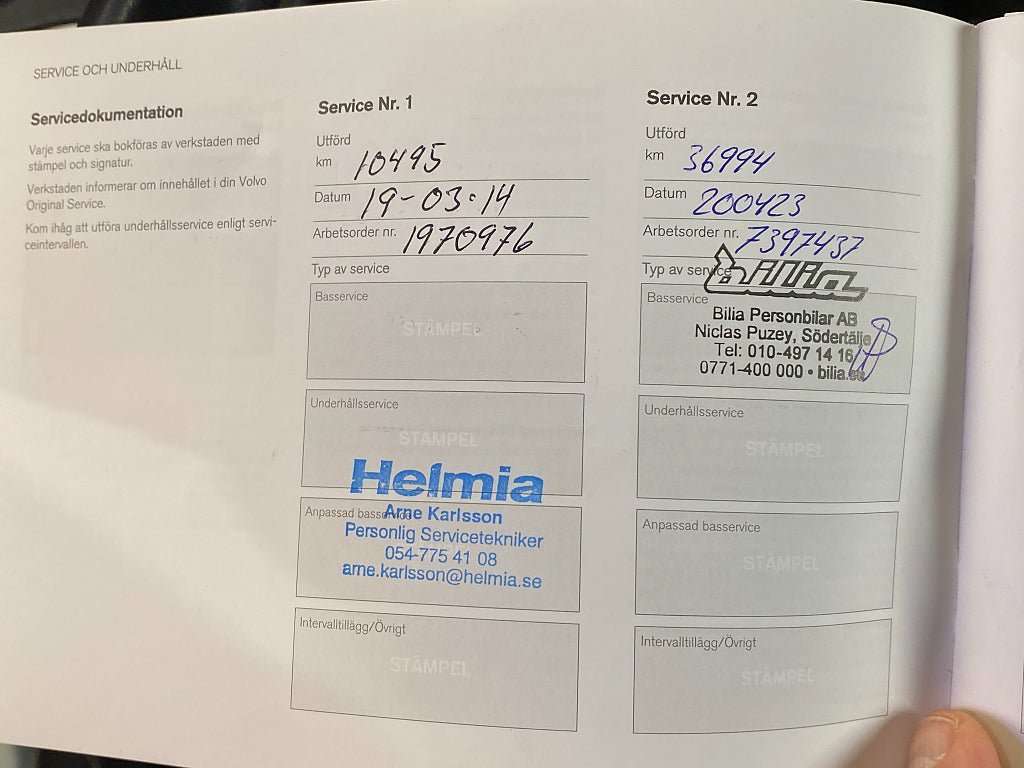 SERVICE OCH UNDERHÅLL
Servicedokumentation
Varje service ska bokföras av verkstaden med
stämpel och signatur.
Verkstaden informerar om innehållet i din Volvo
Original Service.
Kom ihåg att utföra underhållsservice enligt servi-
ceintervallen.
Service Nr. 1
Utförd
km 10495
Datum 19-03-14
Arbetsorder nr. 1970976
Typ av service
Basservice
STÄMPEL
Underhållsservice
STÄMPEL
Helmia
Anpassad basservice
Arne Karlsson
Personlig Servicetekniker
054-775 41 08
arne.karlsson@helmia.se
Intervalltillägg/Övrigt
STÄMPEL
Service Nr. 2
Utförd
km 36994
Datum 200423
Arbetsorder nr. 7397437
Typ av service
bilia
Basservice
Bilia Personbilar AB
Niclas Puzey, Södertälje
Tel: 010-497 14 16
0771-400 000 • bilia.eu
Underhållsservice
STÄMPEL
Anpassad basservice
STÄMPEL
Intervalltillägg/Övrigt
STÄMPEL